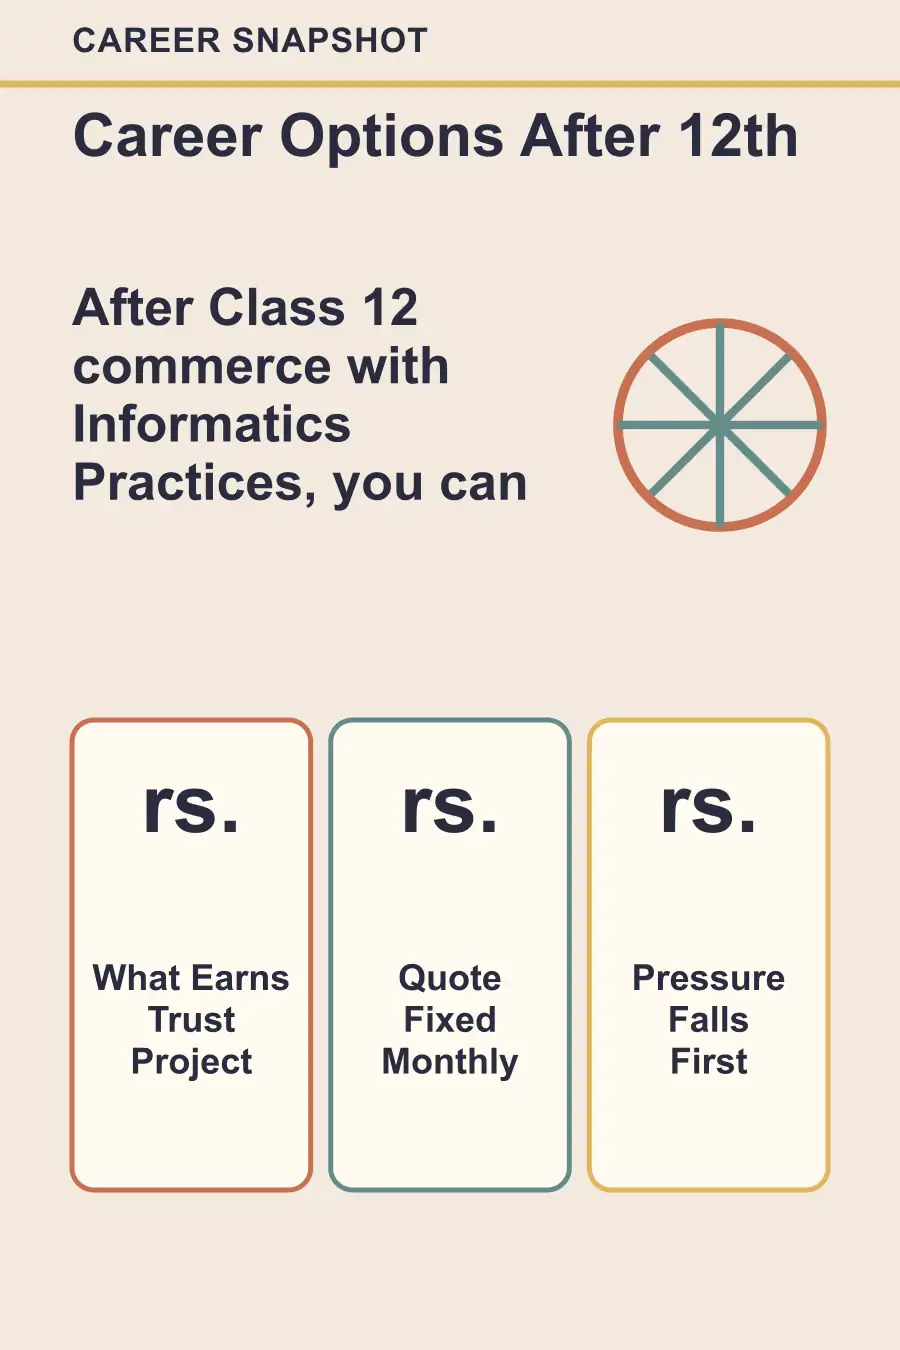 CAREER SNAPSHOT
Career Options After 12th
After Class 12
commerce with
Informatics
Practices, you can
rs.
What Earns
Trust
Project
rs.
Quote
Fixed
Monthly
rs.
Pressure
Falls
First